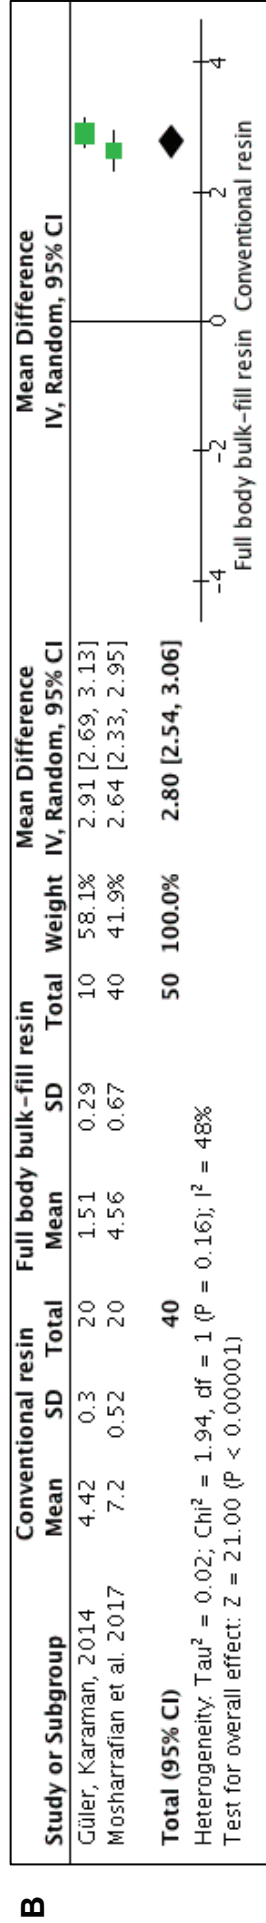 B
Conventional resin Full body bulk-fill resin Mean Difference Mean Difference
Study or Subgroup Mean SD Total Mean SD Total Weight IV, Random, 95% CI IV, Random, 95% CI
Güler, Karaman, 2014 4.42 0.3 20 1.51 0.29 10 58.1% 2.91 [2.69, 3.13]
Mosharrafian et al. 2017 7.2 0.52 20 4.56 0.67 40 41.9% 2.64 [2.33, 2.95]
Total (95% CI) 40 50 100.0% 2.80 [2.54, 3.06]
Heterogeneity: Tau² = 0.02; Chi² = 1.94, df = 1 (P = 0.16); I² = 48%
Test for overall effect: Z = 21.00 (P < 0.00001)
-4 -2 0 2 4
Full body bulk-fill resin Conventional resin